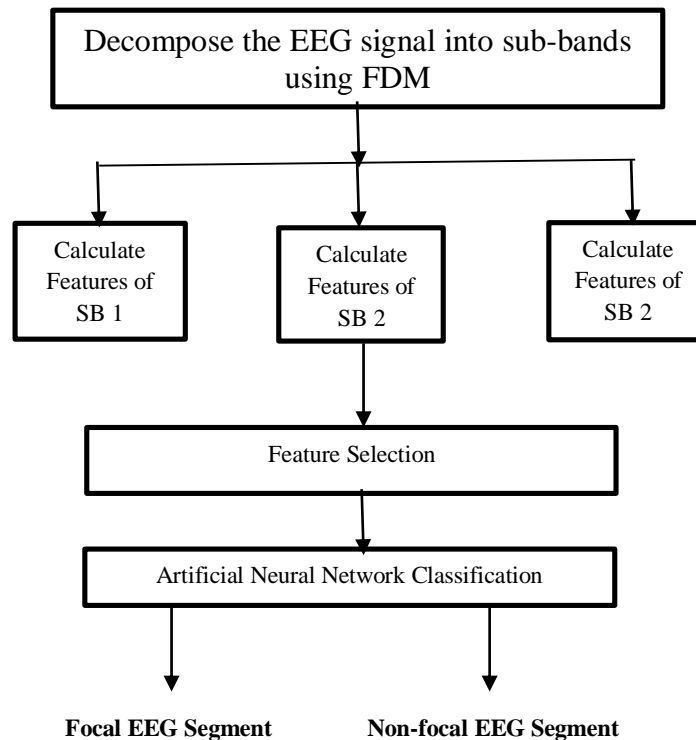 Decompose the EEG signal into sub-bands
using FDM
Calculate
Features of
SB 1
Calculate
Features of
SB 2
Calculate
Features of
SB 2
Feature Selection
Artificial Neural Network Classification
Focal EEG Segment
Non-focal EEG Segment